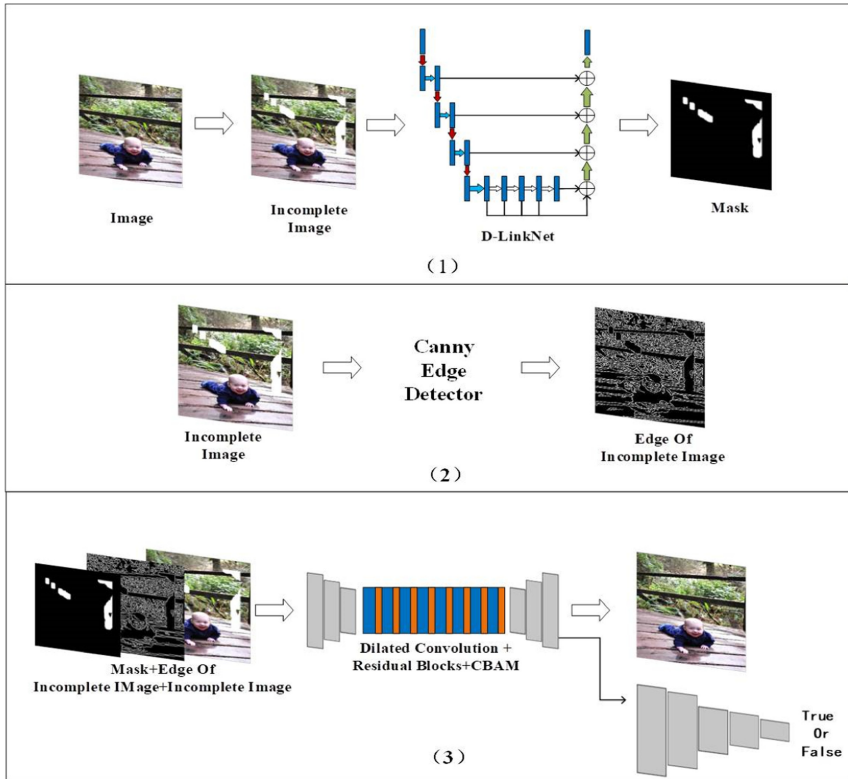 Image
Incomplete
Image
D-LinkNet
Mask
（1）
Incomplete
Image
Canny
Edge
Detector
Edge Of
Incomplete Image
（2）
Mask+Edge Of
Incomplete IMage+Incomplete Image
Dilated Convolution +
Residual Blocks+CBAM
True
Or
False
（3）